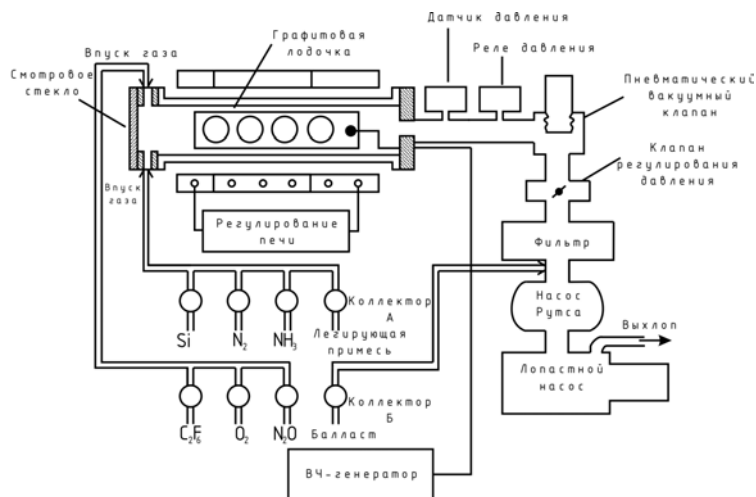 Датчик давления
Реле давления
Впуск газа
Графитовая
лодочка
Смотровое
стекло
Пневматический
вакуумный
клапан
Клапан
регулирования
давления
Впуск
газа
Регулирование
печи
Фильтр
Насос
Рутса
Выхлоп
Лопастной
насос
Коллектор
А
Si
N₂
NH₃
Легирующая
примесь
Коллектор
Б
C₂F₆
O₂
N₂O
Балласт
ВЧ-генератор